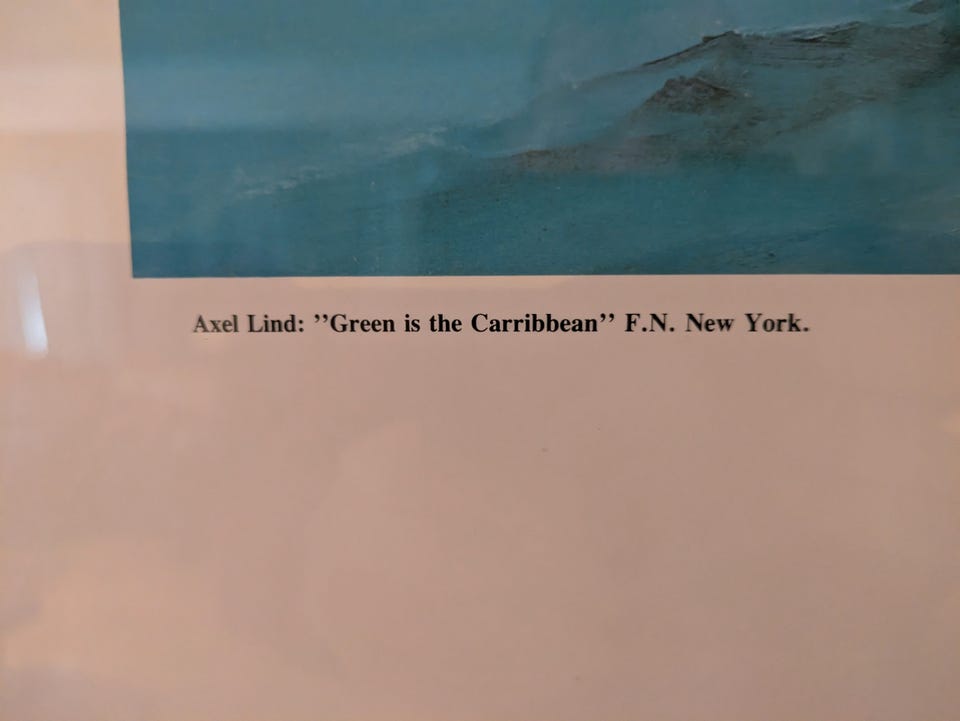 Axel Lind: ’’Green is the Carribbean’’ F.N. New York.